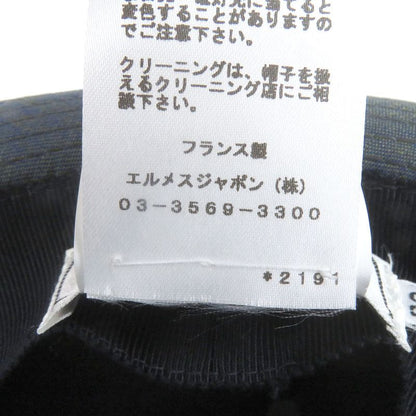 変色することがありますの
でご注意下さい。
クリーニングは、帽子を扱
えるクリーニング店にご相
談下さい。
フランス製
エルメスジャポン（株）
03-3569-3300
*2191